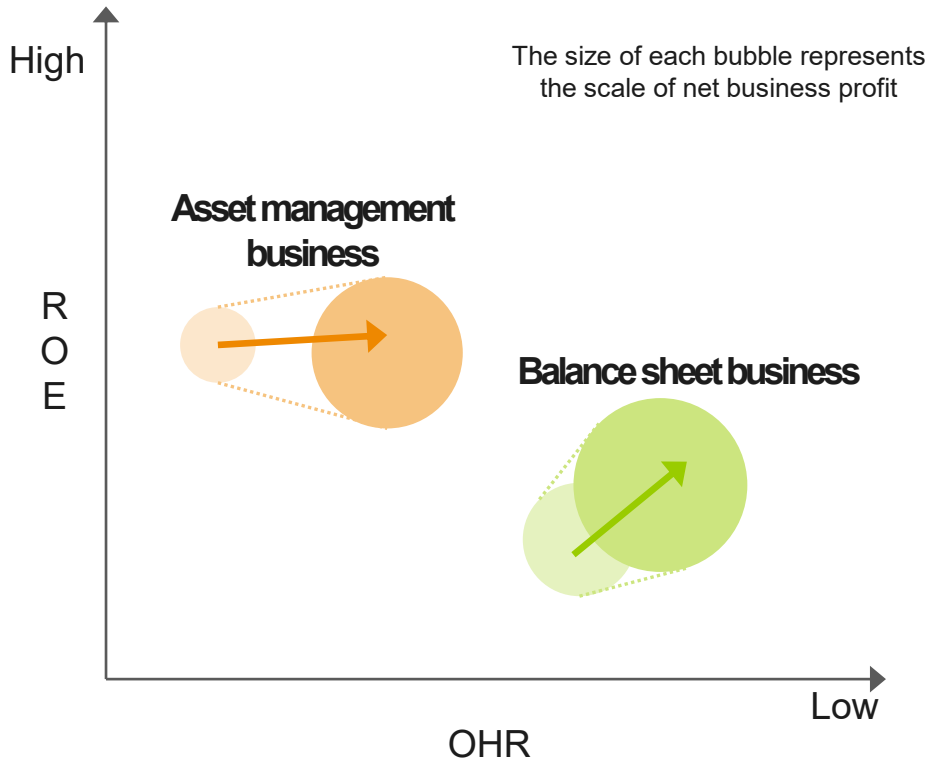 High
The size of each bubble represents
the scale of net business profit
Asset management
business
R
O
E
Balance sheet business
Low
OHR